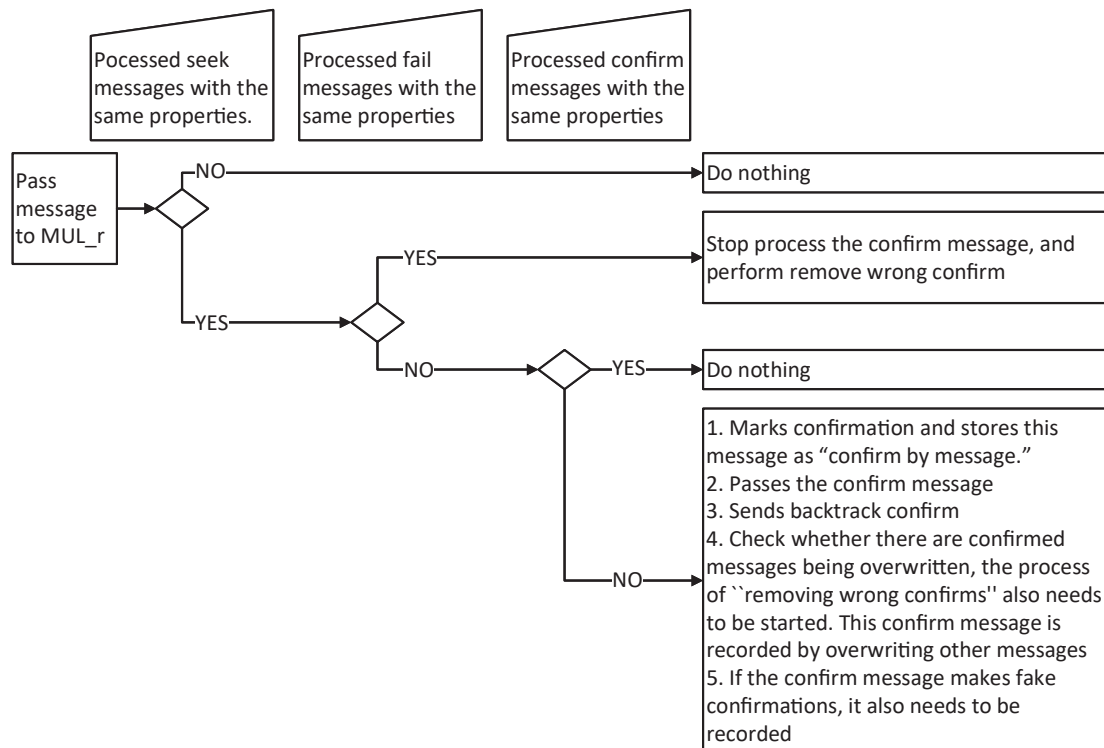 Pocessed seek
messages with the
same properties.
Processed fail
messages with the
same properties
Processed confirm
messages with the
same properties
Pass
message
to MUL_r
NO
Do nothing
YES
Stop process the confirm message, and
perform remove wrong confirm
YES
NO
YES
Do nothing
1. Marks confirmation and stores this
message as “confirm by message.”
2. Passes the confirm message
3. Sends backtrack confirm
4. Check whether there are confirmed
messages being overwritten, the process
of ``removing wrong confirms'' also needs
to be started. This confirm message is
recorded by overwriting other messages
5. If the confirm message makes fake
confirmations, it also needs to be
recorded
NO